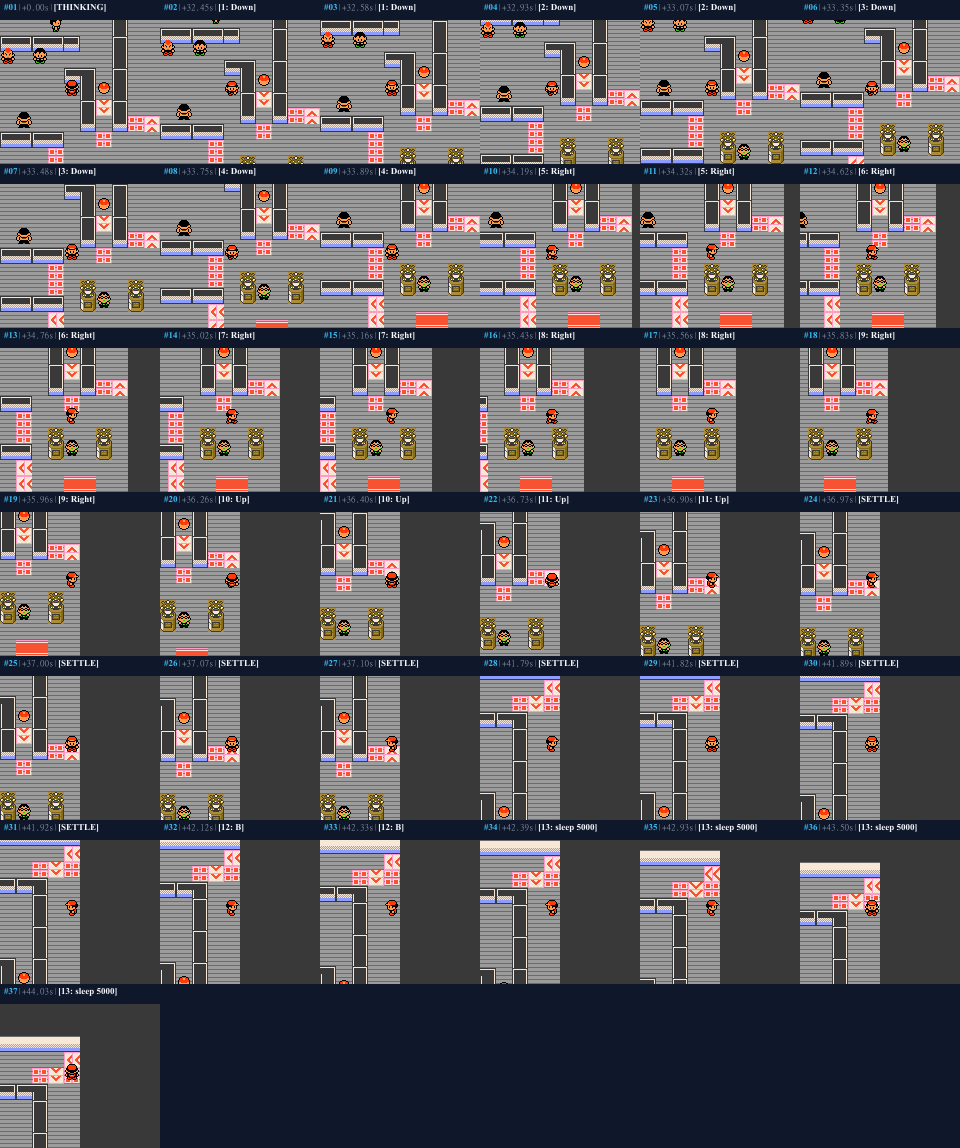 #01|+0.00s|[THINKING]
#02|+32.45s|[1: Down]
#03|+32.58s|[1: Down]
#04|+32.93s|[2: Down]
#05|+33.07s|[2: Down]
#06|+33.35s|[3: Down]
#07|+33.48s|[3: Down]
#08|+33.75s|[4: Down]
#09|+33.89s|[4: Down]
#10|+34.19s|[5: Right]
#11|+34.32s|[5: Right]
#12|+34.62s|[6: Right]
#13|+34.76s|[6: Right]
#14|+35.02s|[7: Right]
#15|+35.16s|[7: Right]
#16|+35.43s|[8: Right]
#17|+35.56s|[8: Right]
#18|+35.83s|[9: Right]
#19|+35.96s|[9: Right]
#20|+36.26s|[10: Up]
#21|+36.40s|[10: Up]
#22|+36.73s|[11: Up]
#23|+36.90s|[11: Up]
#24|+36.97s|[SETTLE]
#25|+37.00s|[SETTLE]
#26|+37.07s|[SETTLE]
#27|+37.10s|[SETTLE]
#28|+41.79s|[SETTLE]
#29|+41.82s|[SETTLE]
#30|+41.89s|[SETTLE]
#31|+41.92s|[SETTLE]
#32|+42.12s|[12: B]
#33|+42.33s|[12: B]
#34|+42.39s|[13: sleep 5000]
#35|+42.93s|[13: sleep 5000]
#36|+43.50s|[13: sleep 5000]
#37|+44.03s|[13: sleep 5000]